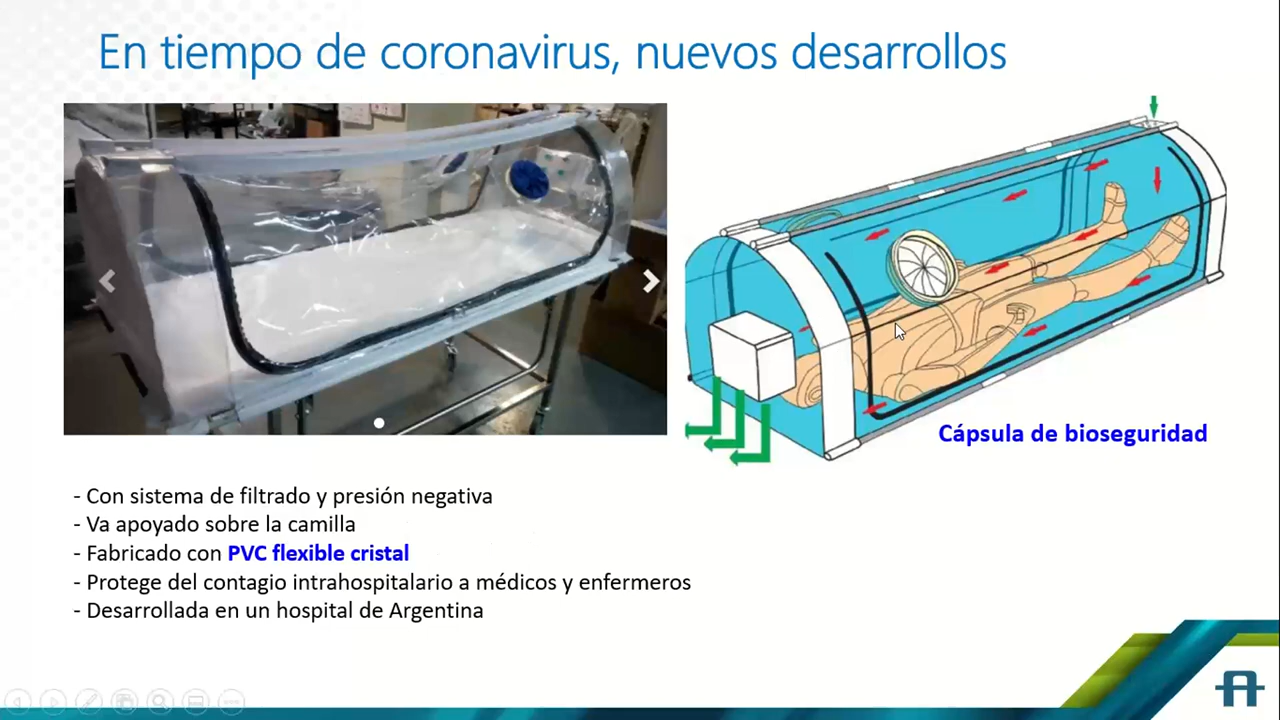 En tiempo de coronavirus, nuevos desarrollos
Cápsula de bioseguridad
- Con sistema de filtrado y presión negativa
- Va apoyado sobre la camilla
- Fabricado con PVC flexible cristal
- Protege del contagio intrahospitalario a médicos y enfermeros
- Desarrollada en un hospital de Argentina